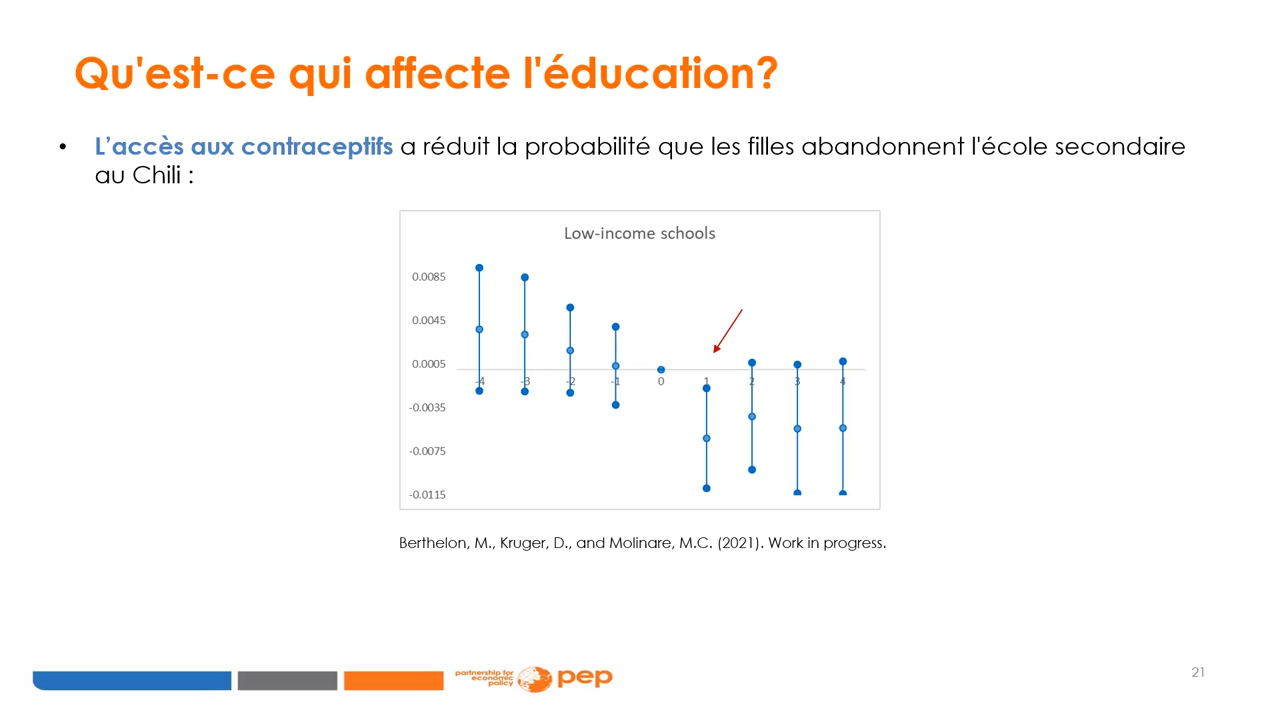 Qu'est-ce qui affecte l'éducation?
• L’accès aux contraceptifs a réduit la probabilité que les filles abandonnent l'école secondaire
au Chili :
Low-income schools
0.0085
0.0045
0.0005
-4 -3 -2 -1 0 1 2 3 4
-0.0035
-0.0075
-0.0115
Berthelon, M., Kruger, D., and Molinare, M.C. (2021). Work in progress.
partnership for
economic
policy
pep
21